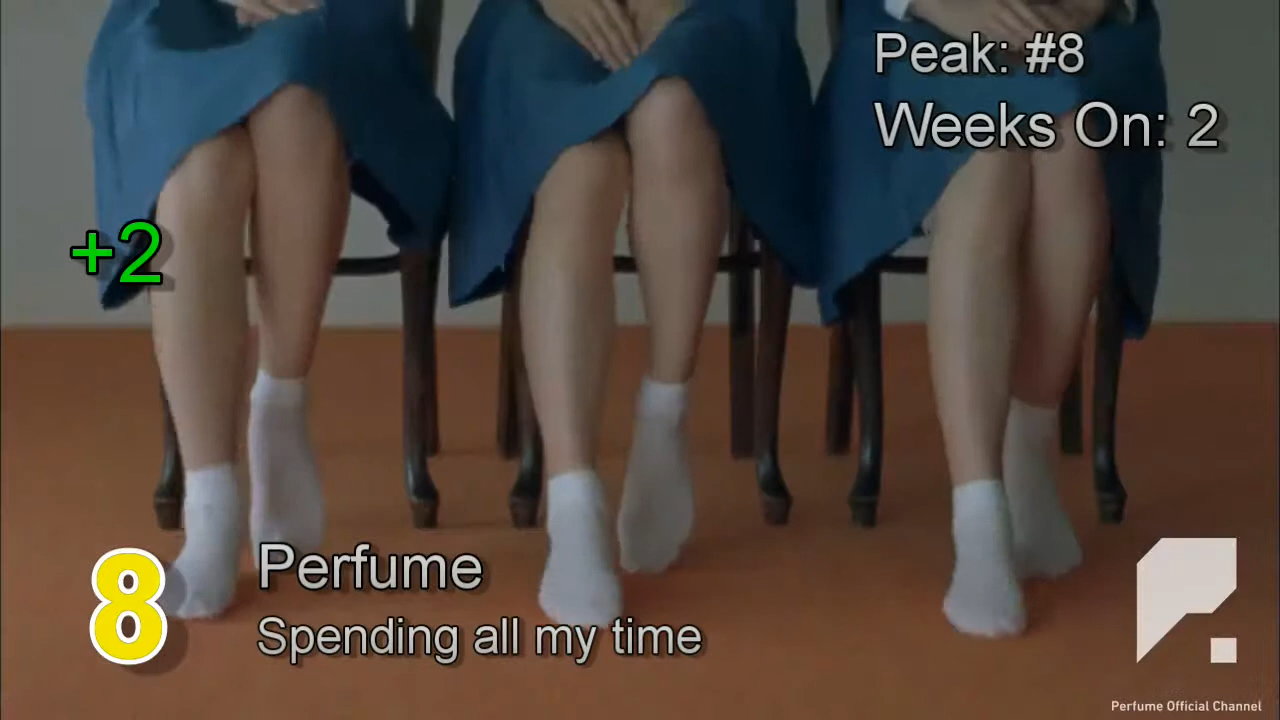 Peak: #8
Weeks On: 2
+2
8
Perfume
Spending all my time
Perfume Official Channel